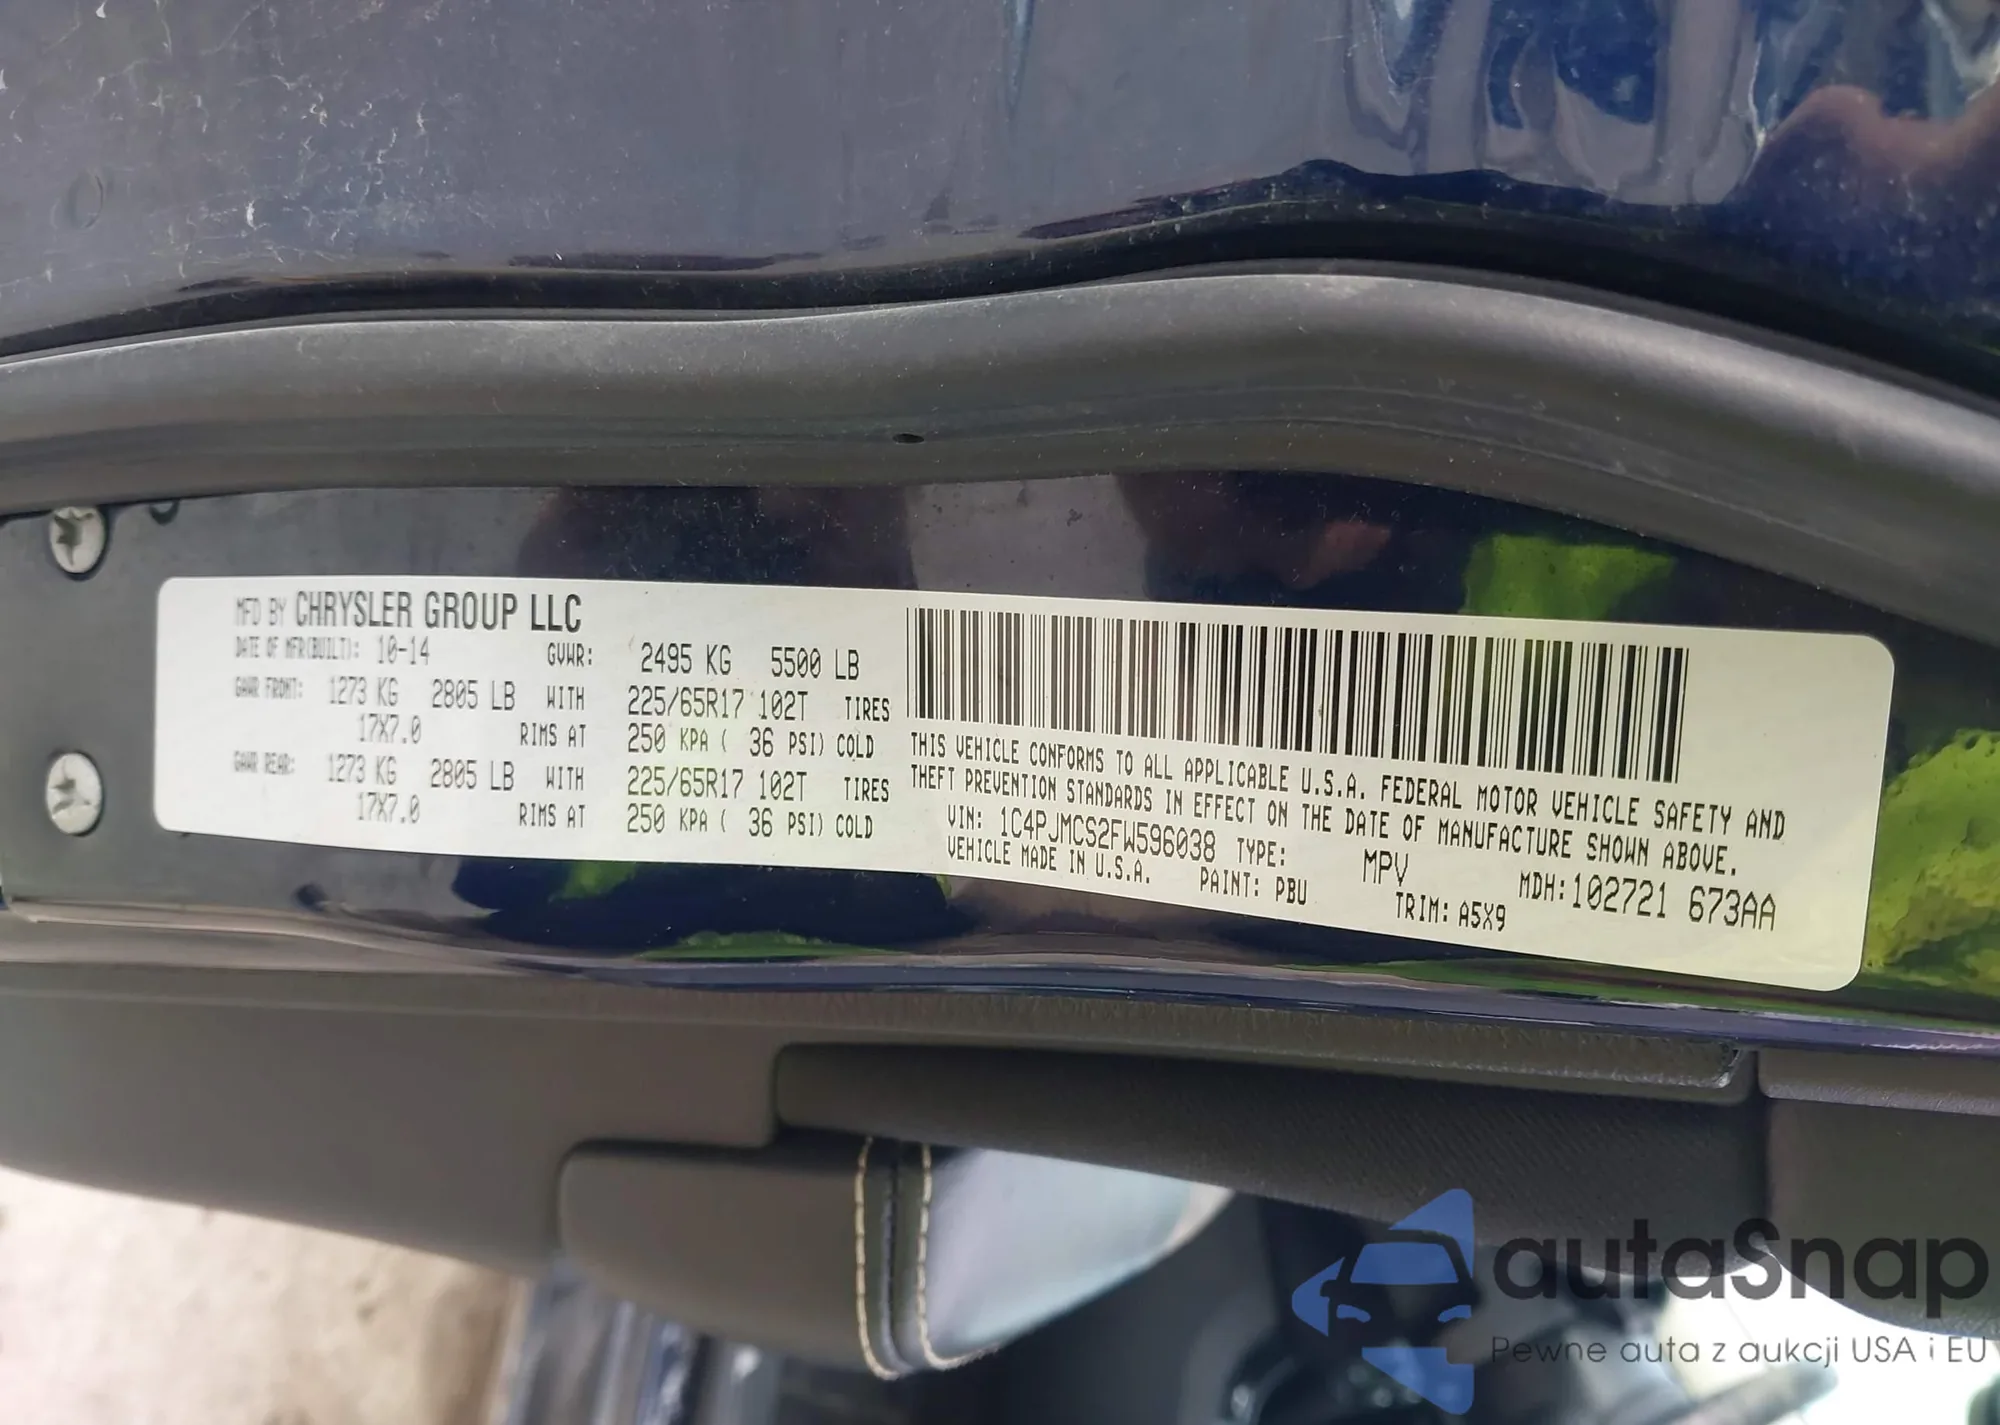 MFD BY CHRYSLER GROUP LLC
DATE OF MFR(BUILT): 10-14 GVWR: 2495 KG 5500 LB
GAWR FRONT: 1273 KG 2805 LB WITH 225/65R17 102T TIRES
17X7.0 RIMS AT 250 KPA ( 36 PSI) COLD
GAWR REAR: 1273 KG 2805 LB WITH 225/65R17 102T TIRES
17X7.0 RIMS AT 250 KPA ( 36 PSI) COLD
THIS VEHICLE CONFORMS TO ALL APPLICABLE U.S.A. FEDERAL MOTOR VEHICLE SAFETY AND
THEFT PREVENTION STANDARDS IN EFFECT ON THE DATE OF MANUFACTURE SHOWN ABOVE.
VIN: 1C4PJMCS2FW596038 TYPE: MPV MDH: 102721 673AA
VEHICLE MADE IN U.S.A. PAINT: PBU TRIM: A5X9
autaSnap
Pewne auta z aukcji USA i EU